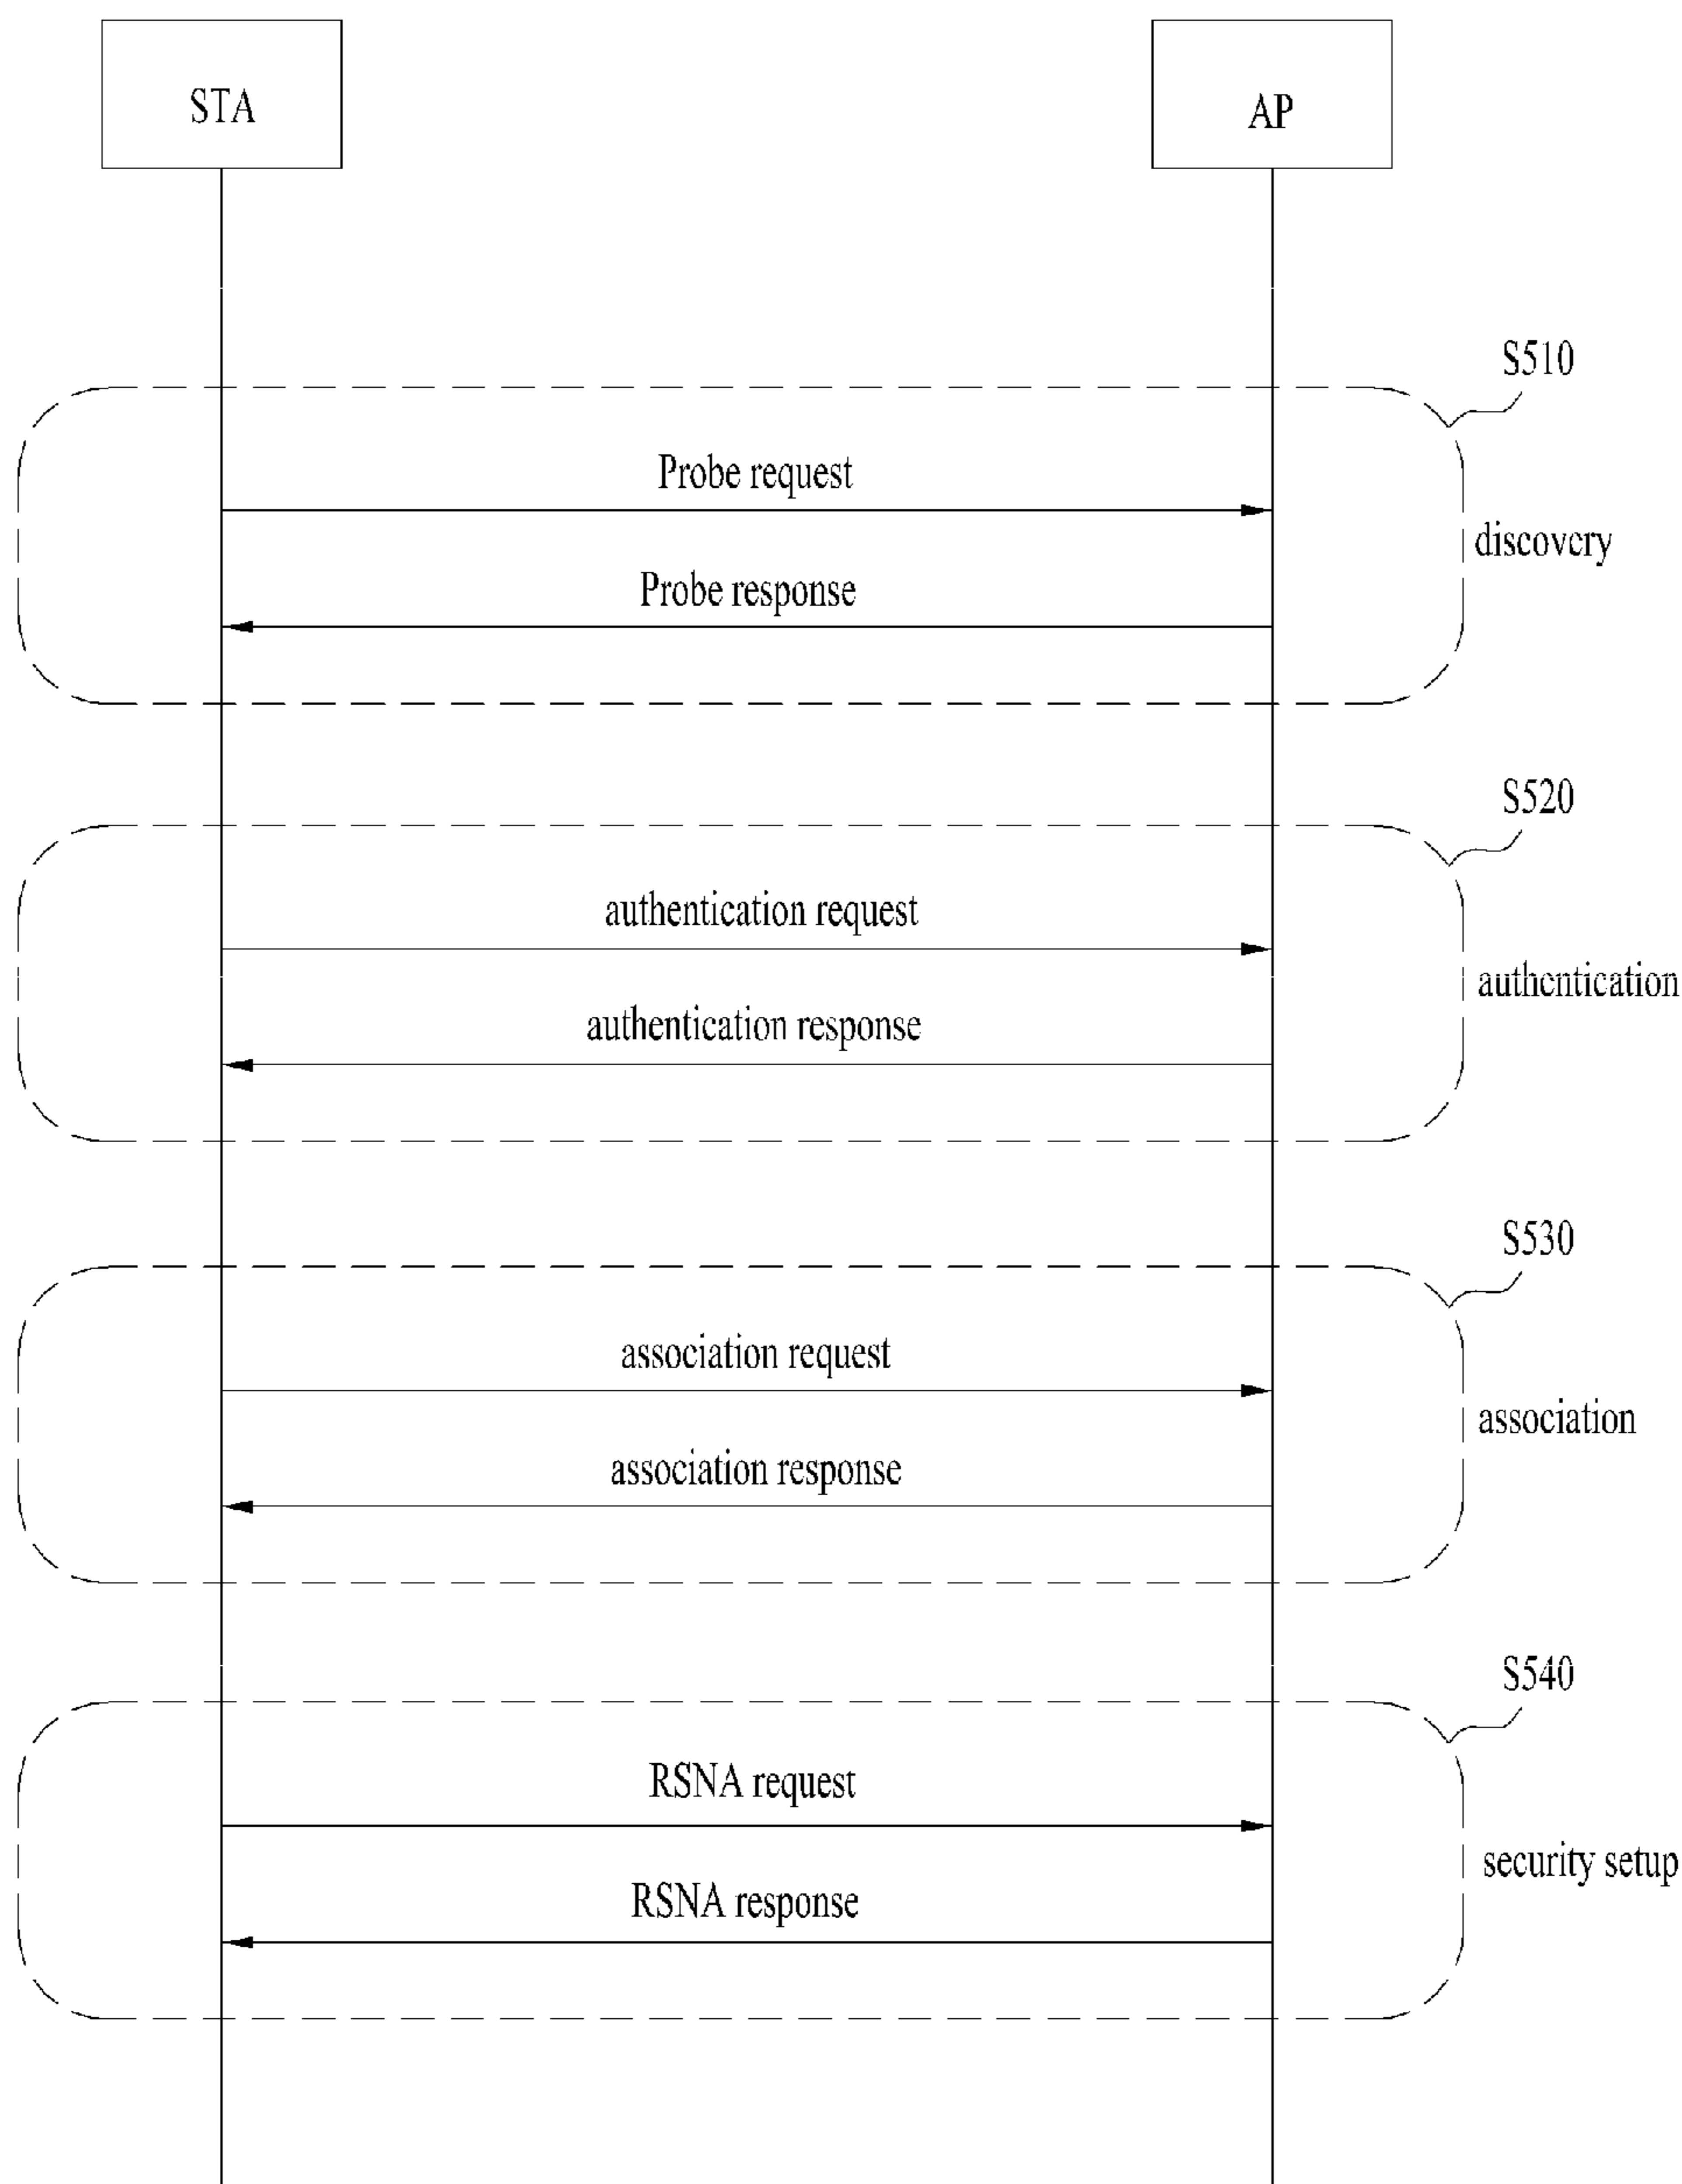 STA
AP
S510
Probe request
discovery
Probe response
S520
authentication request
authentication
authentication response
S530
association request
association
association response
S540
RSNA request
security setup
RSNA response